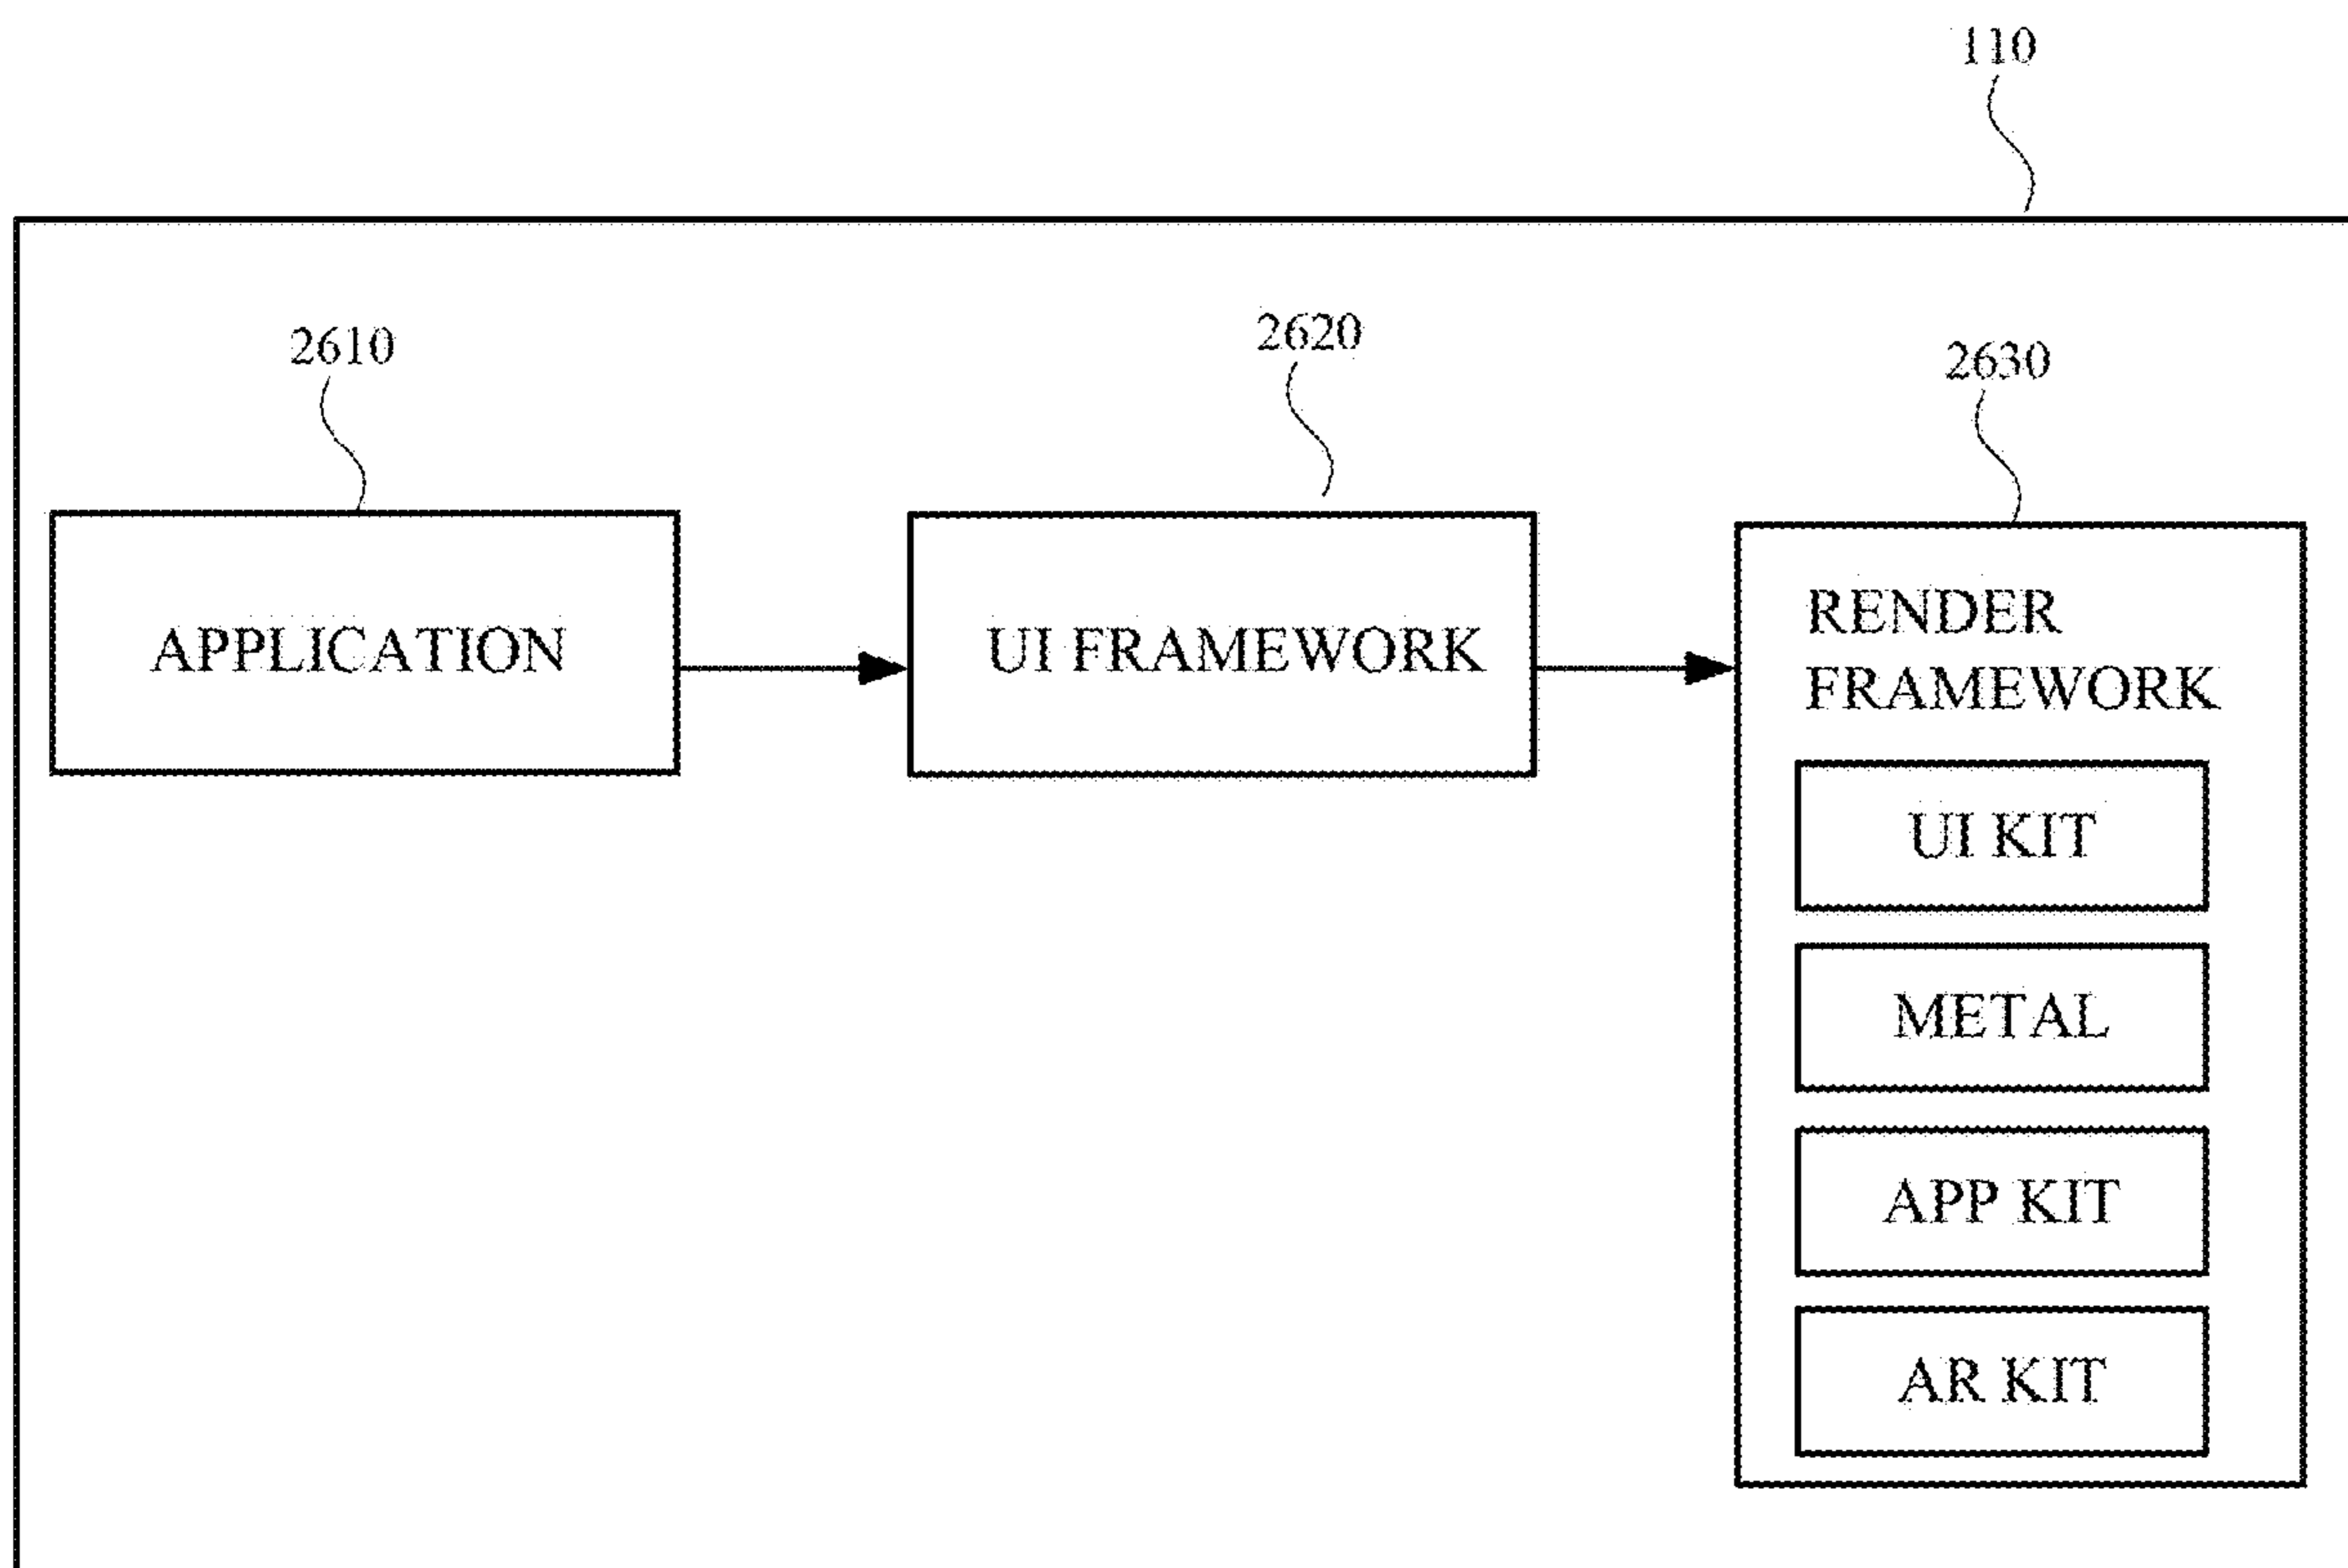 110
2610
2620
2630
APPLICATION
UI FRAMEWORK
RENDER
FRAMEWORK
UI KIT
METAL
APP KIT
AR KIT